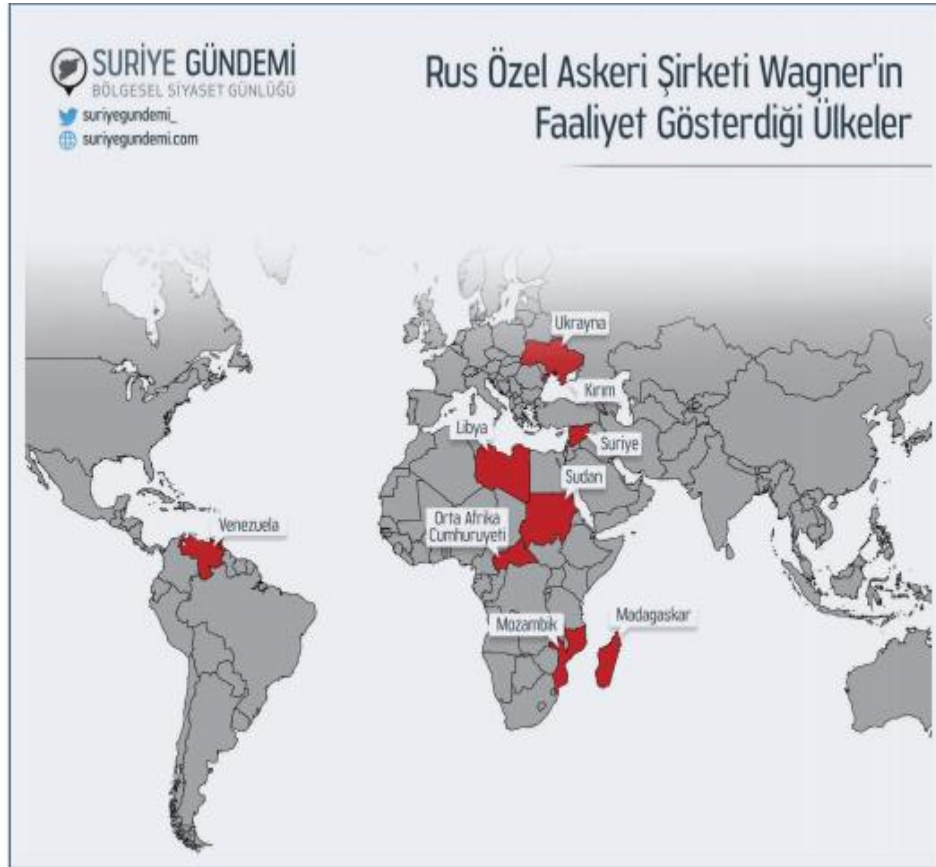 SURİYE GÜNDEMİ
BÖLGESEL SİYASET GÜNLÜĞÜ
suriyegundemi_
suriyegundemi.com
Rus Özel Askeri Şirketi Wagner'in
Faaliyet Gösterdiği Ülkeler
Ukrayna
Kırım
Libya
Suriye
Sudan
Orta Afrika
Cumhuruyeti
Venezuela
Mozambik
Madagaskar